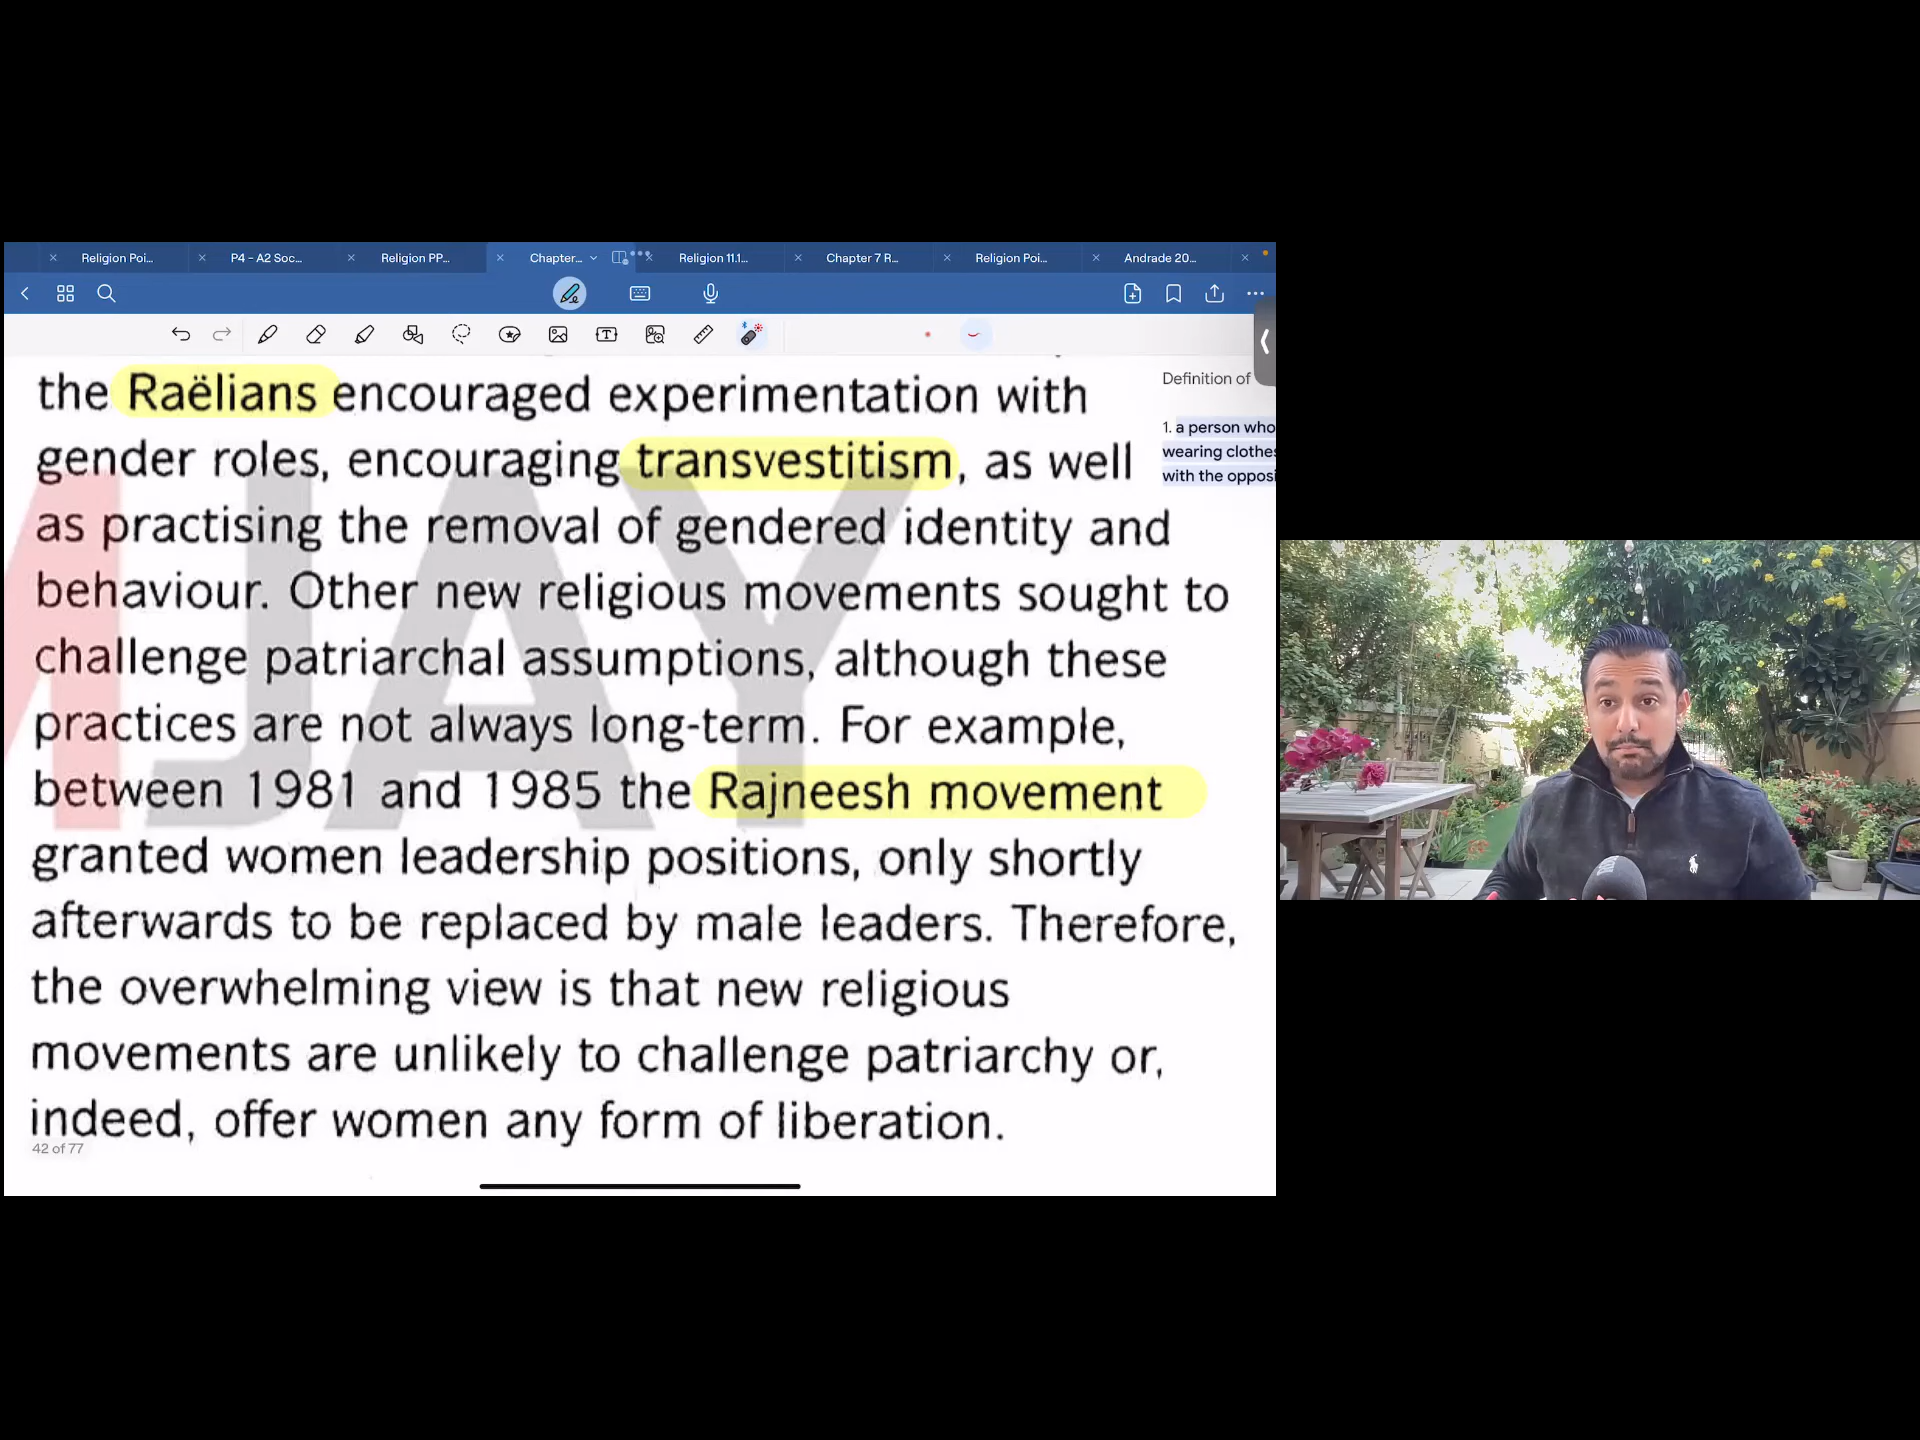 Religion Poi...
P4 - A2 Soc...
Religion PP...
Chapter...
Religion 11.1...
Chapter 7 R...
Religion Poi...
Andrade 20...
the Raëlians encouraged experimentation with
gender roles, encouraging transvestitism, as well
as practising the removal of gendered identity and
behaviour. Other new religious movements sought to
challenge patriarchal assumptions, although these
practices are not always long-term. For example,
between 1981 and 1985 the Rajneesh movement
granted women leadership positions, only shortly
afterwards to be replaced by male leaders. Therefore,
the overwhelming view is that new religious
movements are unlikely to challenge patriarchy or,
indeed, offer women any form of liberation.
Definition of
1. a person who
wearing clothes
with the opposi
JAY
42 of 77